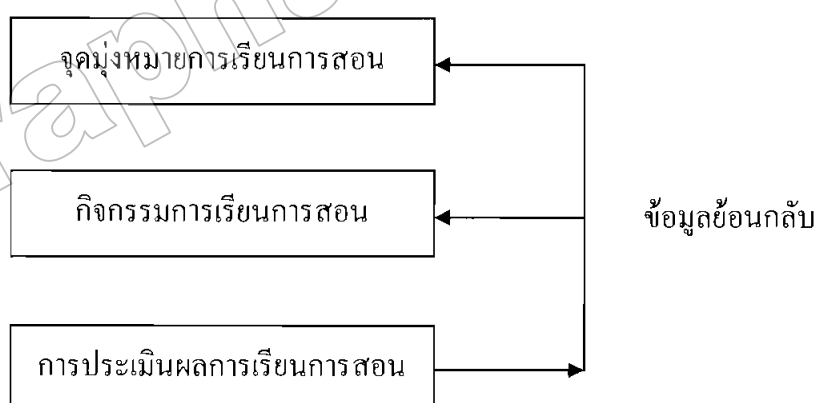 จุดมุ่งหมายการเรียนการสอน
กิจกรรมการเรียนการสอน
ข้อมูลย้อนกลับ
การประเมินผลการเรียนการสอน